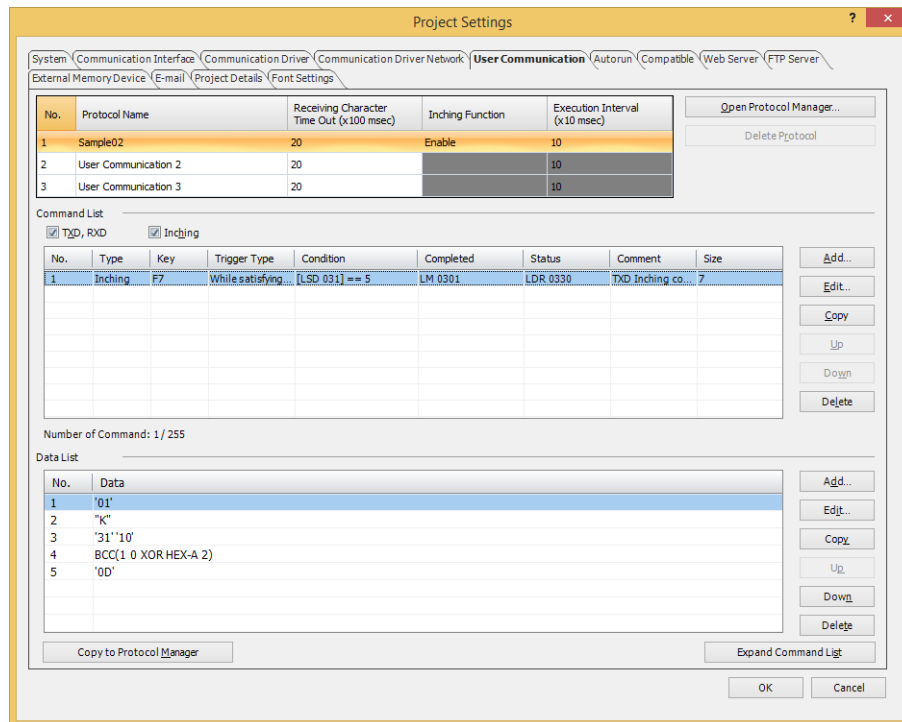 Project Settings
? ×
System Communication Interface Communication Driver Communication Driver Network User Communication Autorun Compatible Web Server FTP Server
External Memory Device E-mail Project Details Font Settings
No. Protocol Name Receiving Character Time Out (x100 msec) Inching Function Execution Interval (x10 msec)
Open Protocol Manager...
Delete Protocol
1 Sample02 20 Enable 10
2 User Communication 2 20 10
3 User Communication 3 20 10
Command List
TXD, RXD Inching
No. Type Key Trigger Type Condition Completed Status Comment Size
1 Inching F7 While satisfying... [LSD 031] == 5 LM 0301 LDR 0330 TXD Inching co... 7
Add...
Edit...
Copy
Up
Down
Delete
Number of Command: 1 / 255
Data List
No. Data
1 '01'
2 "K"
3 '31' '10'
4 BCC(1 0 XOR HEX-A 2)
5 '0D'
Add...
Edit...
Copy
Up
Down
Delete
Copy to Protocol Manager
Expand Command List
OK Cancel